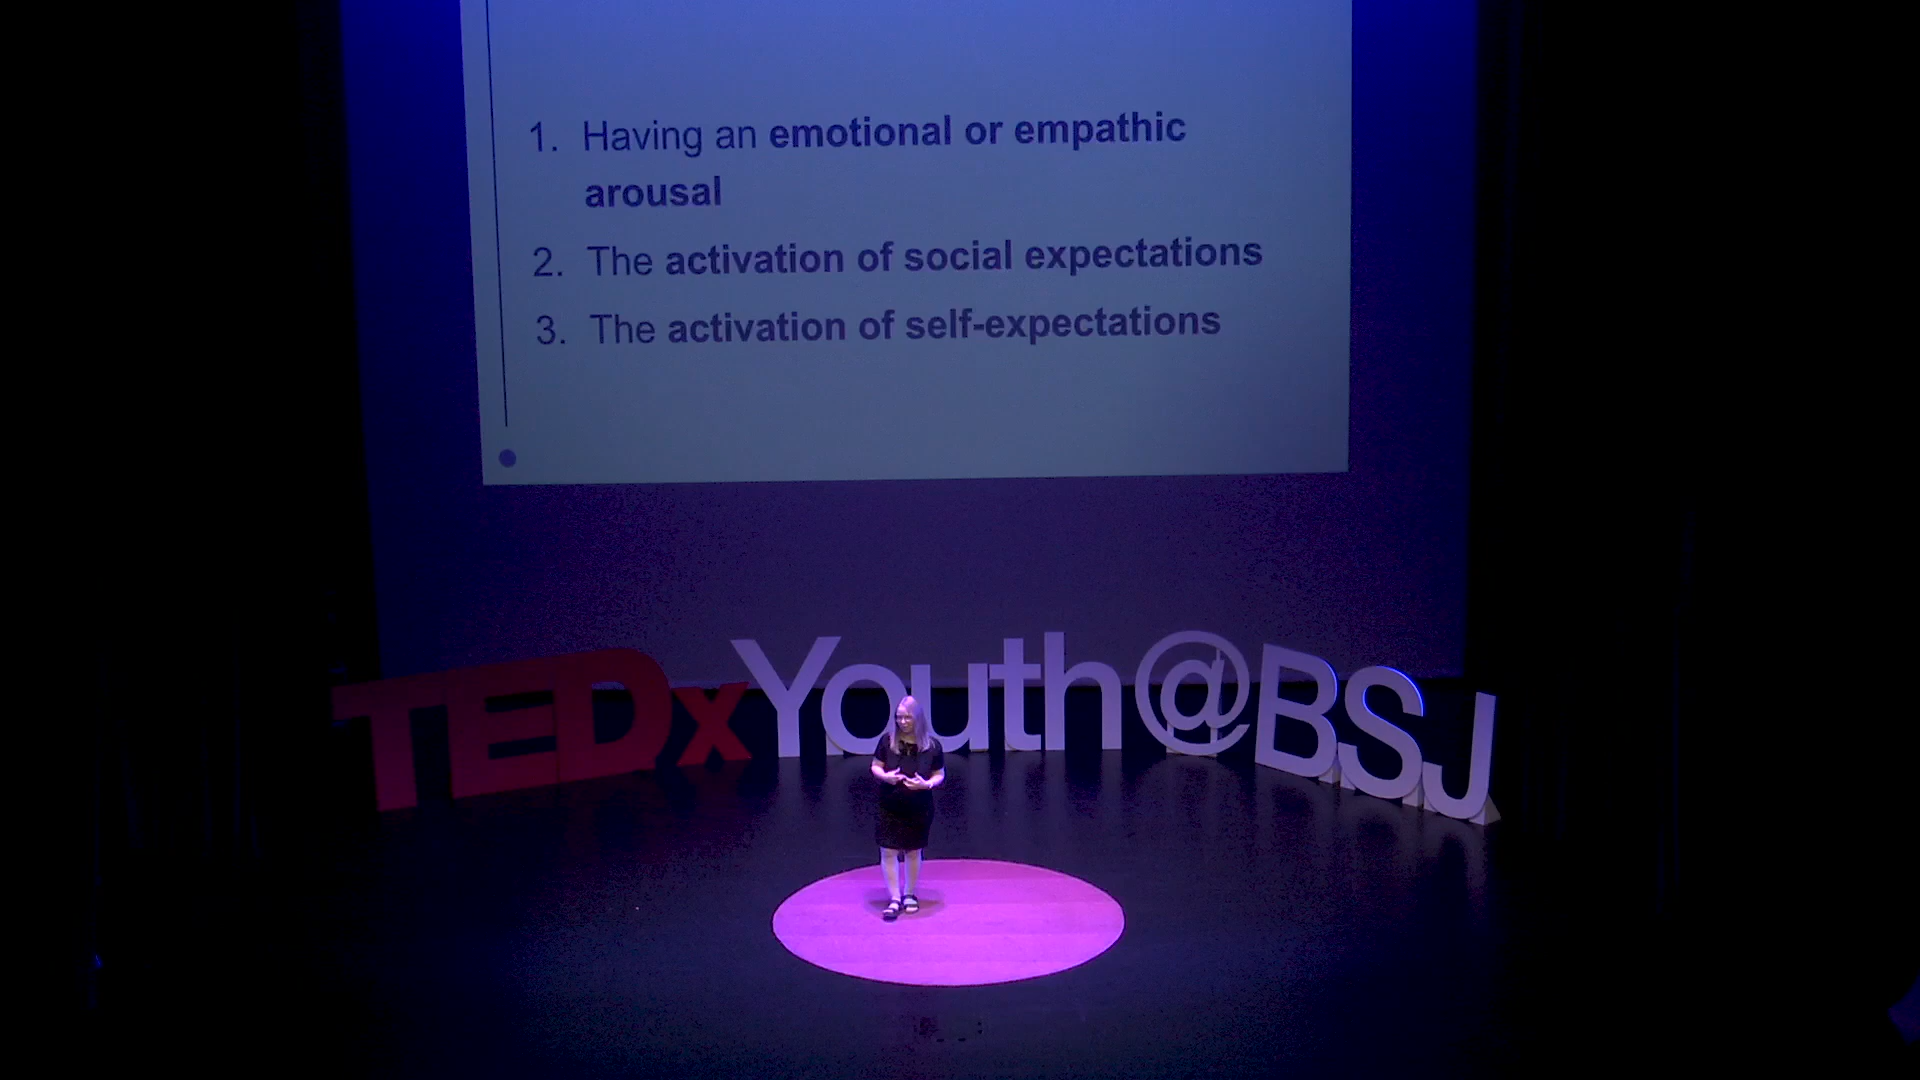 1. Having an emotional or empathic
arousal
2. The activation of social expectations
3. The activation of self-expectations
TEDxYouth@BSJ